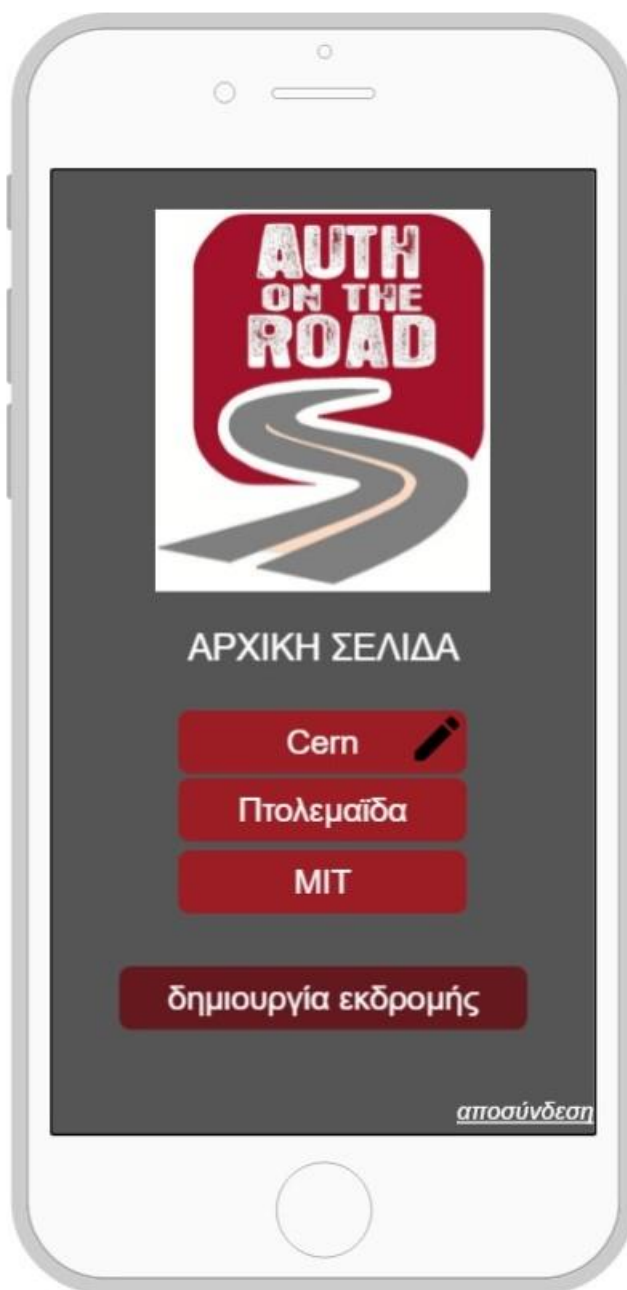 AUTH
ON THE
ROAD
ΑΡΧΙΚΗ ΣΕΛΙΔΑ
Cern
Πτολεμαΐδα
MIT
δημιουργία εκδρομής
αποσύνδεση